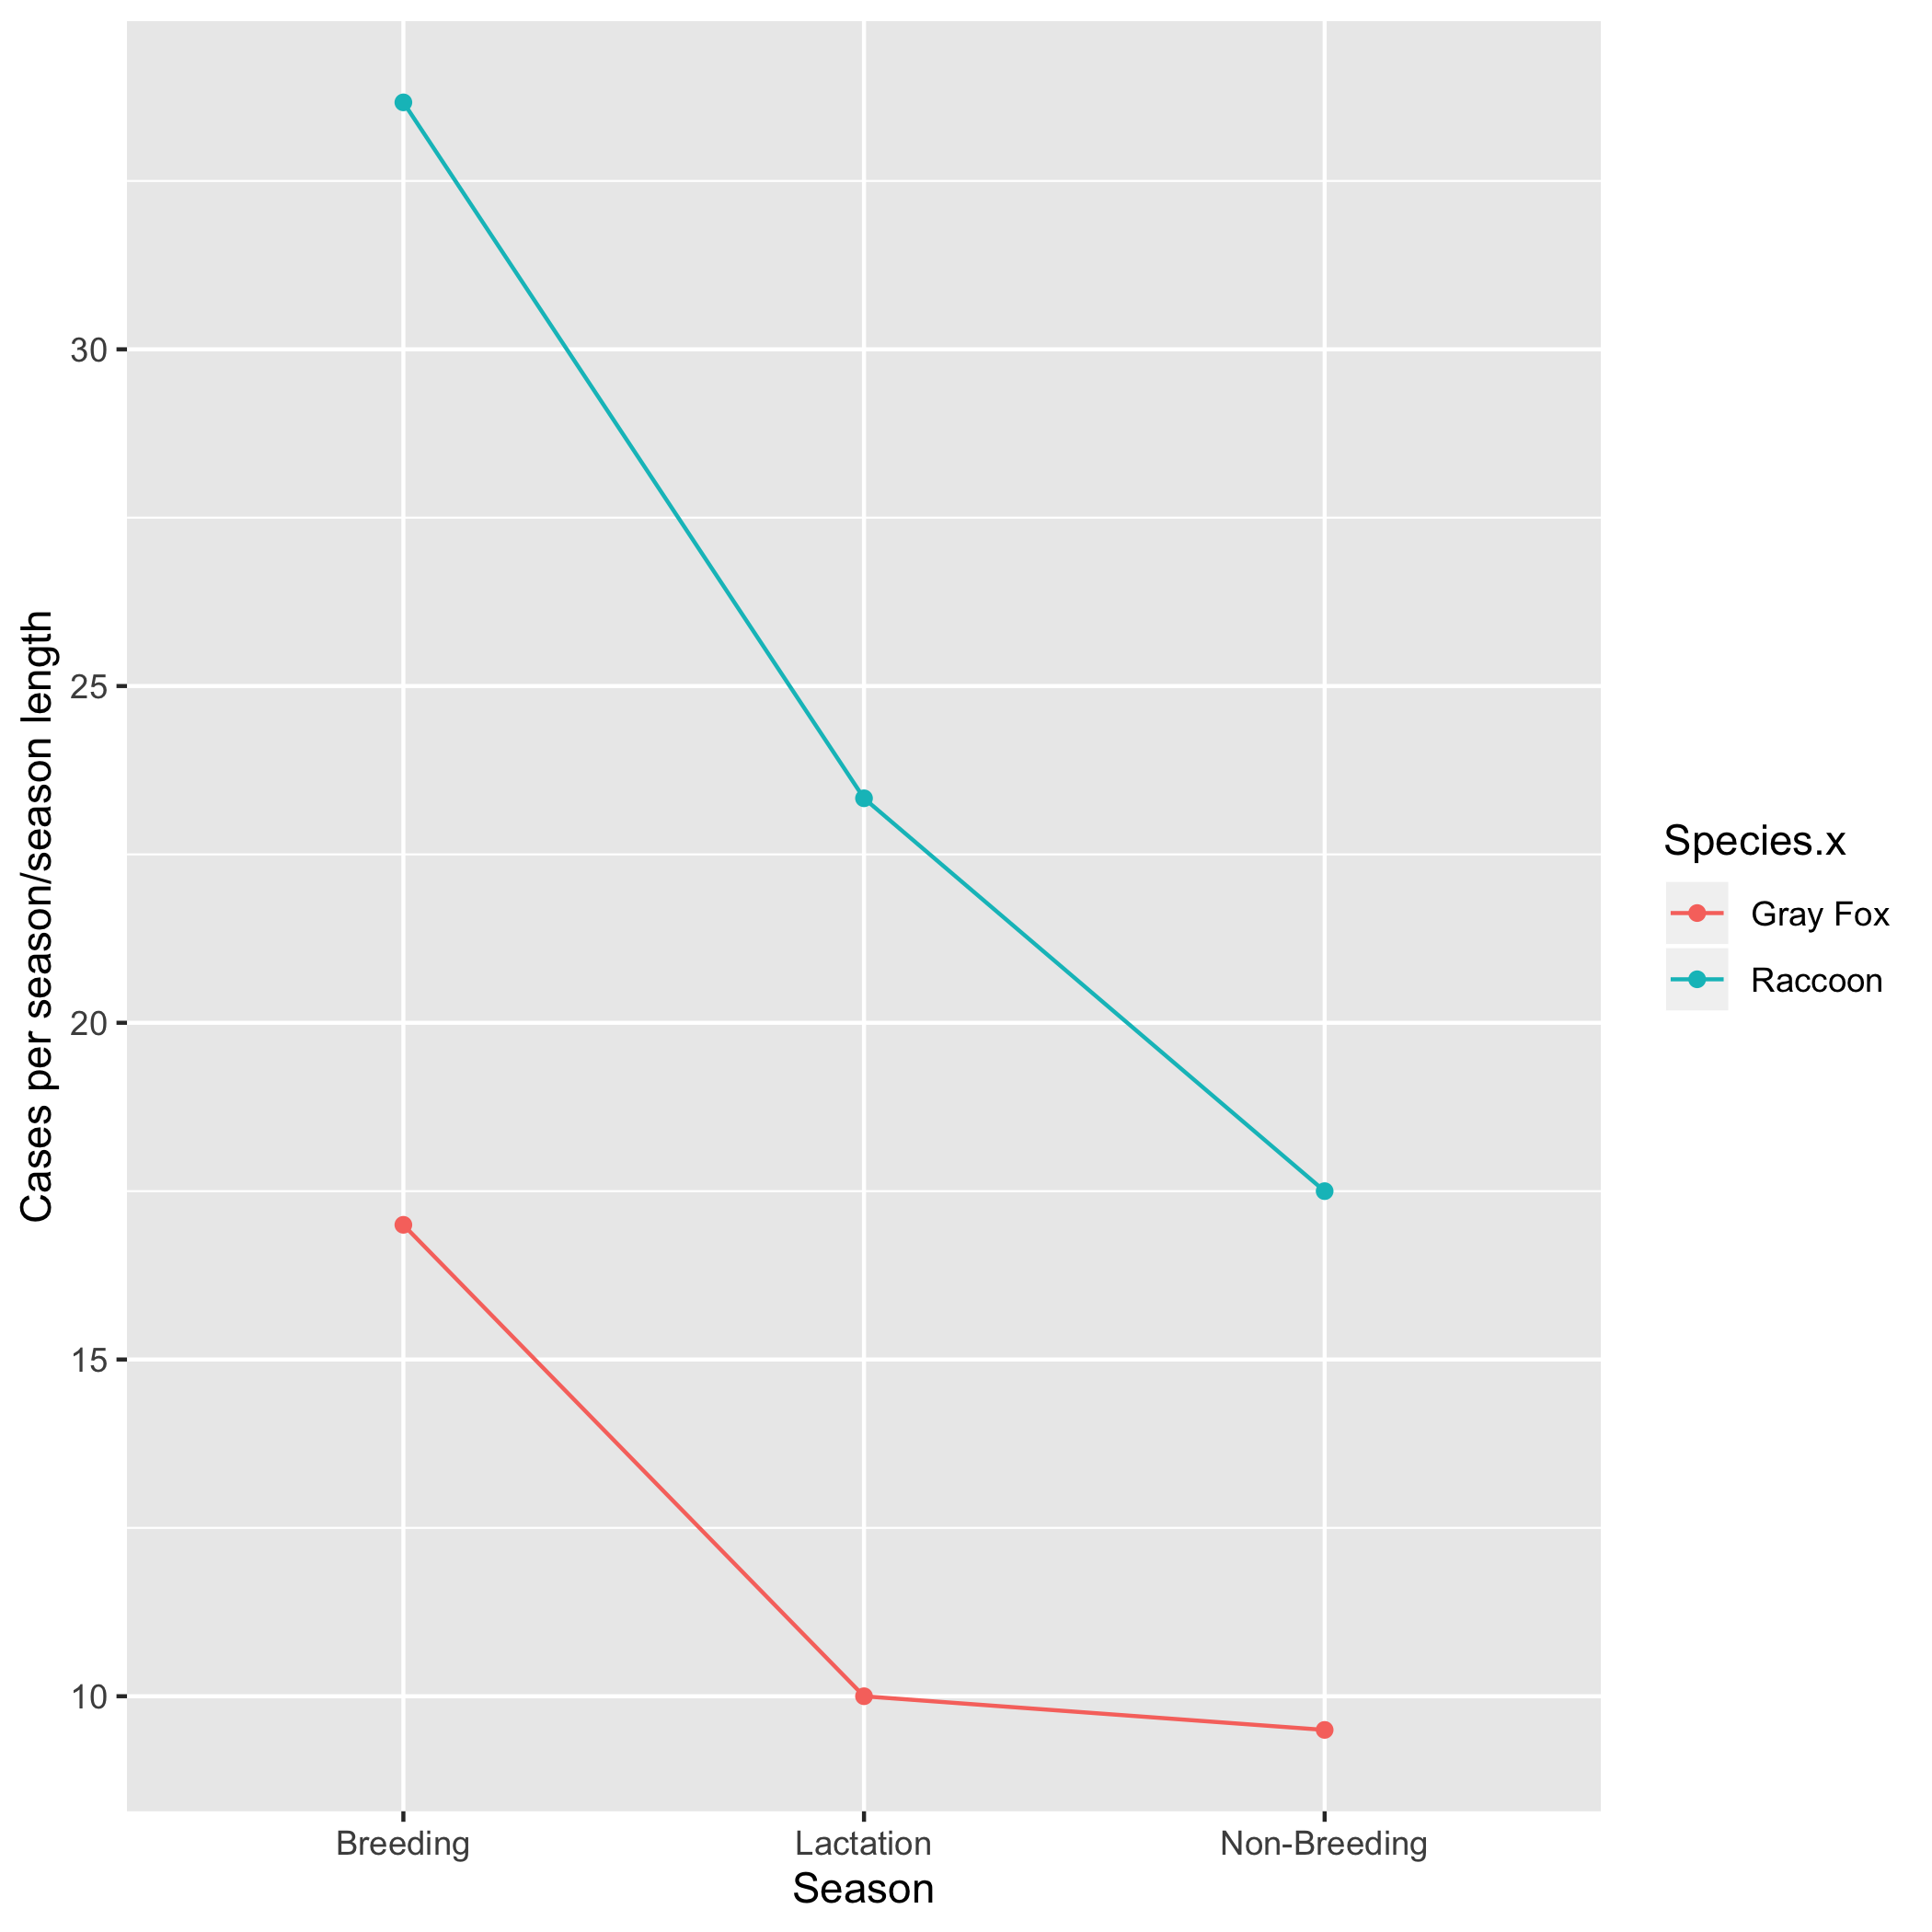 Cases per season/season length
30
25
20
15
10
Breeding
Lactation
Non-Breeding
Season
Species.x
Gray Fox
Raccoon